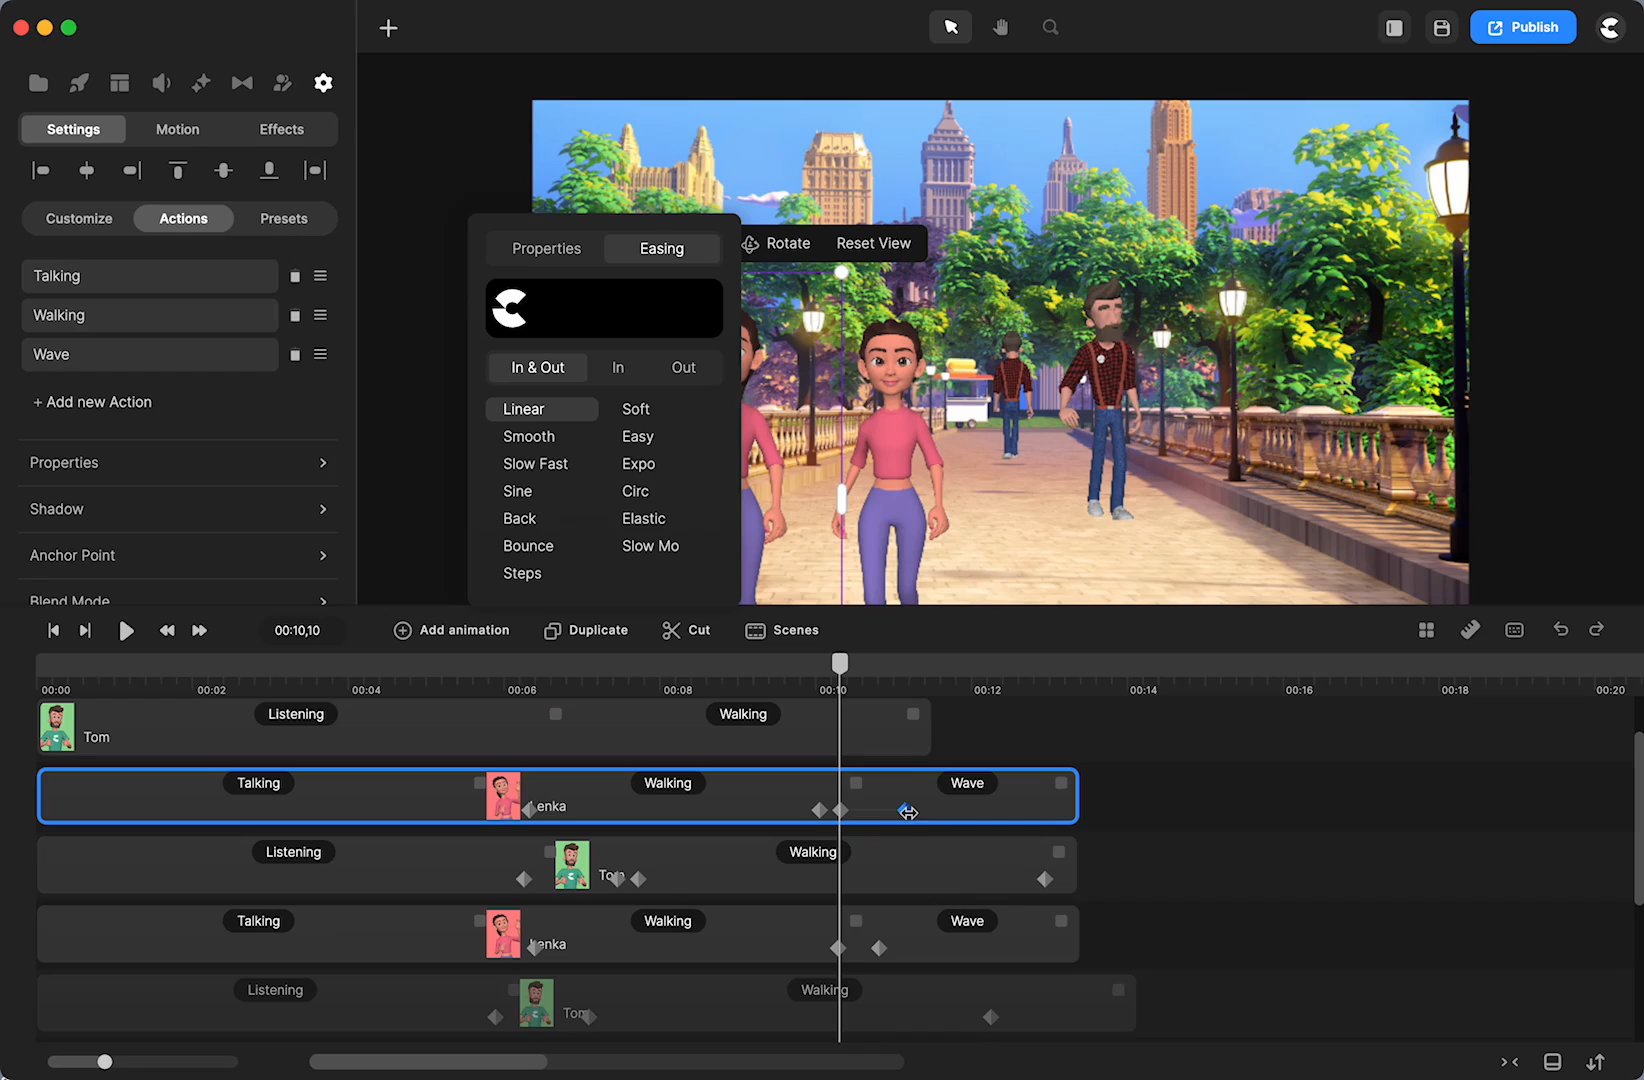 Publish
Settings
Motion
Effects
Customize
Actions
Presets
Talking
Walking
Wave
+ Add new Action
Properties
Shadow
Anchor Point
Blend Mode
Properties
Easing
Rotate
Reset View
In & Out
In
Out
Linear
Soft
Smooth
Easy
Slow Fast
Expo
Sine
Circ
Back
Elastic
Bounce
Slow Mo
Steps
00:10,10
Add animation
Duplicate
Cut
Scenes
00:00
00:02
00:04
00:06
00:08
00:10
00:12
00:14
00:16
00:18
00:20
Listening
Walking
Tom
Talking
Walking
Wave
Lenka
Listening
Walking
Tom
Talking
Walking
Wave
Lenka
Listening
Walking
Tom